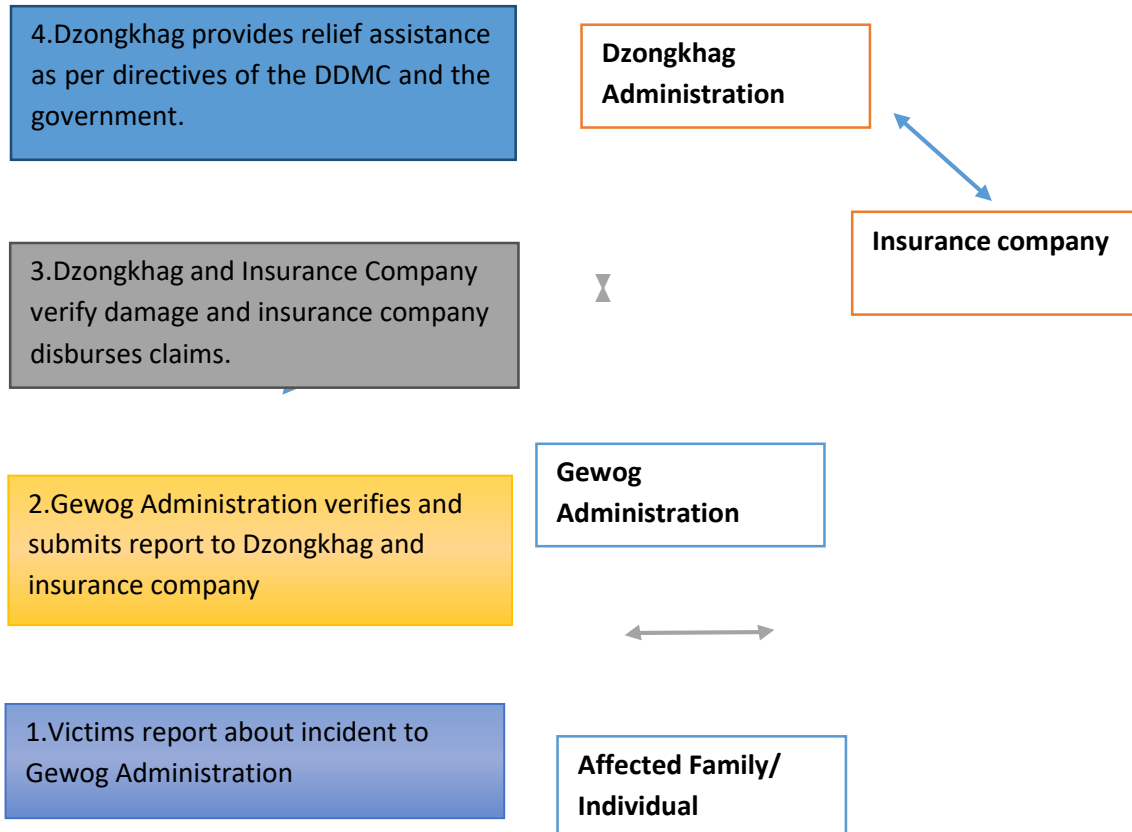 4.Dzongkhag provides relief assistance
as per directives of the DDMC and the
government.
Dzongkhag
Administration
Insurance company
3.Dzongkhag and Insurance Company
verify damage and insurance company
disburses claims.
Gewog
Administration
2.Gewog Administration verifies and
submits report to Dzongkhag and
insurance company
1.Victims report about incident to
Gewog Administration
Affected Family/
Individual